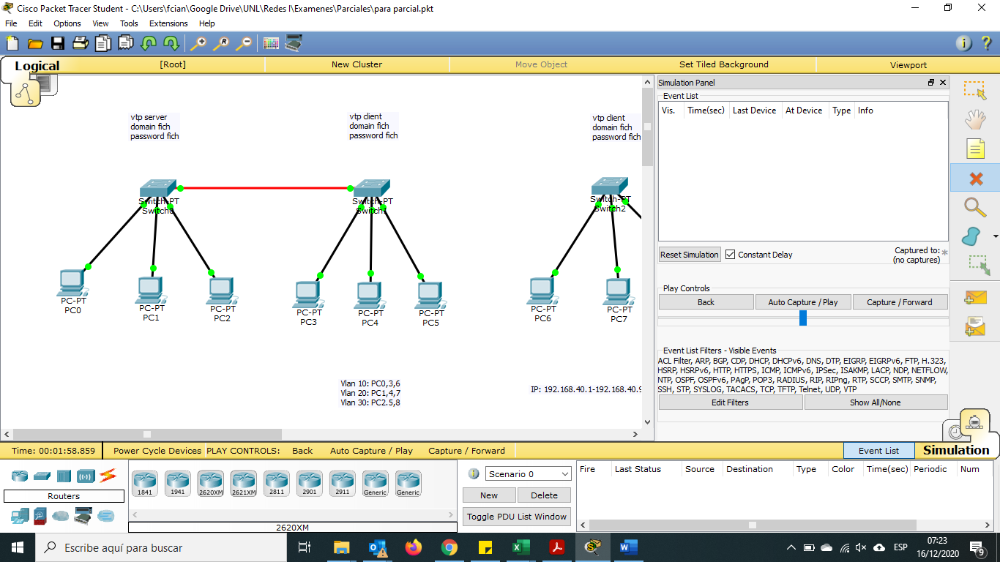 Cisco Packet Tracer Student - C:\Users\fcian\Google Drive\UNL\Redes I\Examenes\Parciales\para parcial.pkt
File Edit Options View Tools Extensions Help
Logical [Root] New Cluster Move Object Set Tiled Background Viewport
vtp server
domain fich
password fich
vtp client
domain fich
password fich
vtp client
domain fich
password fich
Switch-PT
Switch0
Switch-PT
Switch1
Switch-PT
Switch2
PC-PT
PC0
PC-PT
PC1
PC-PT
PC2
PC-PT
PC3
PC-PT
PC4
PC-PT
PC5
PC-PT
PC6
PC-PT
PC7
Vlan 10: PC0,3,6
Vlan 20: PC1,4,7
Vlan 30: PC2.5,8
IP: 192.168.40.1-192.168.40.9
Simulation Panel
Event List
Vis. Time(sec) Last Device At Device Type Info
Reset Simulation Constant Delay
Captured to: *
(no captures)
Play Controls
Back Auto Capture / Play Capture / Forward
Event List Filters - Visible Events
ACL Filter, ARP, BGP, CDP, DHCP, DHCPv6, DNS, DTP, EIGRP, EIGRPv6, FTP, H.323,
HSRP, HSRPv6, HTTP, HTTPS, ICMP, ICMPv6, IPSec, ISAKMP, LACP, NDP, NETFLOW,
NTP, OSPF, OSPFv6, PAgP, POP3, RADIUS, RIP, RIPng, RTP, SCCP, SMTP, SNMP,
SSH, STP, SYSLOG, TACACS, TCP, TFTP, Telnet, UDP, VTP
Edit Filters Show All/None
Time: 00:01:58.859 Power Cycle Devices PLAY CONTROLS: Back Auto Capture / Play Capture / Forward Event List Simulation
Routers
1841 1941 2620XM 2621XM 2811 2901 2911 Generic Generic
2620XM
Scenario 0
New Delete
Toggle PDU List Window
Fire Last Status Source Destination Type Color Time(sec) Periodic Num
Escribe aquí para buscar
ESP
07:23
16/12/2020
9